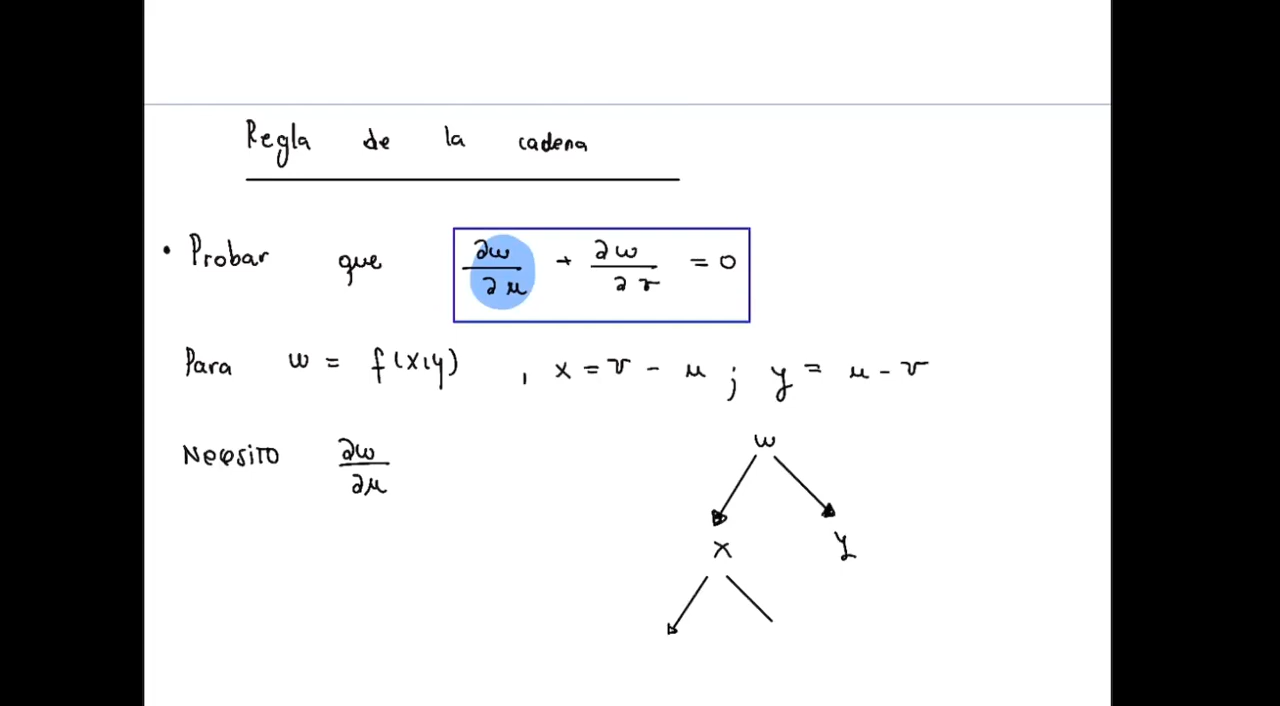 Regla de la cadena
• Probar que ∂w/∂u + ∂w/∂v = 0
Para w = f(x,y) , x = v - u ; y = u - v
Necesito ∂w/∂u
w
x y